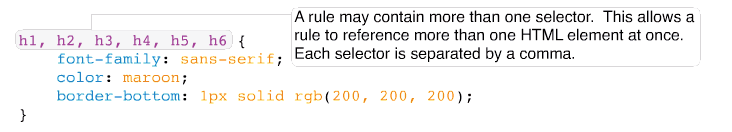 A rule may contain more than one selector.  This allows a
rule to reference more than one HTML element at once.
Each selector is separated by a comma.
h1, h2, h3, h4, h5, h6 {
    font-family: sans-serif;
    color: maroon;
    border-bottom: 1px solid rgb(200, 200, 200);
}